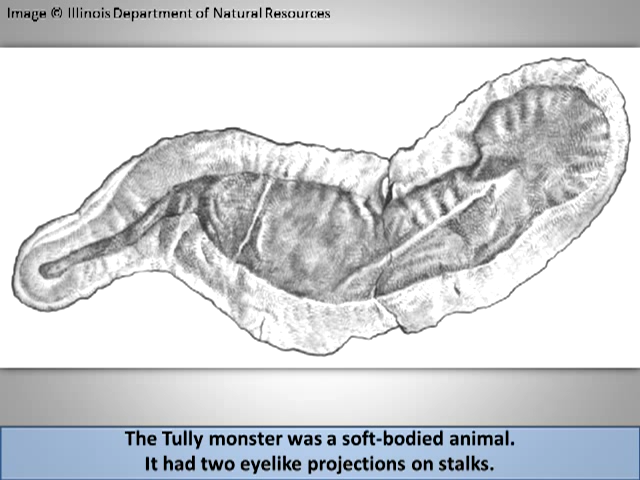 Image © Illinois Department of Natural Resources
The Tully monster was a soft-bodied animal.
It had two eyelike projections on stalks.